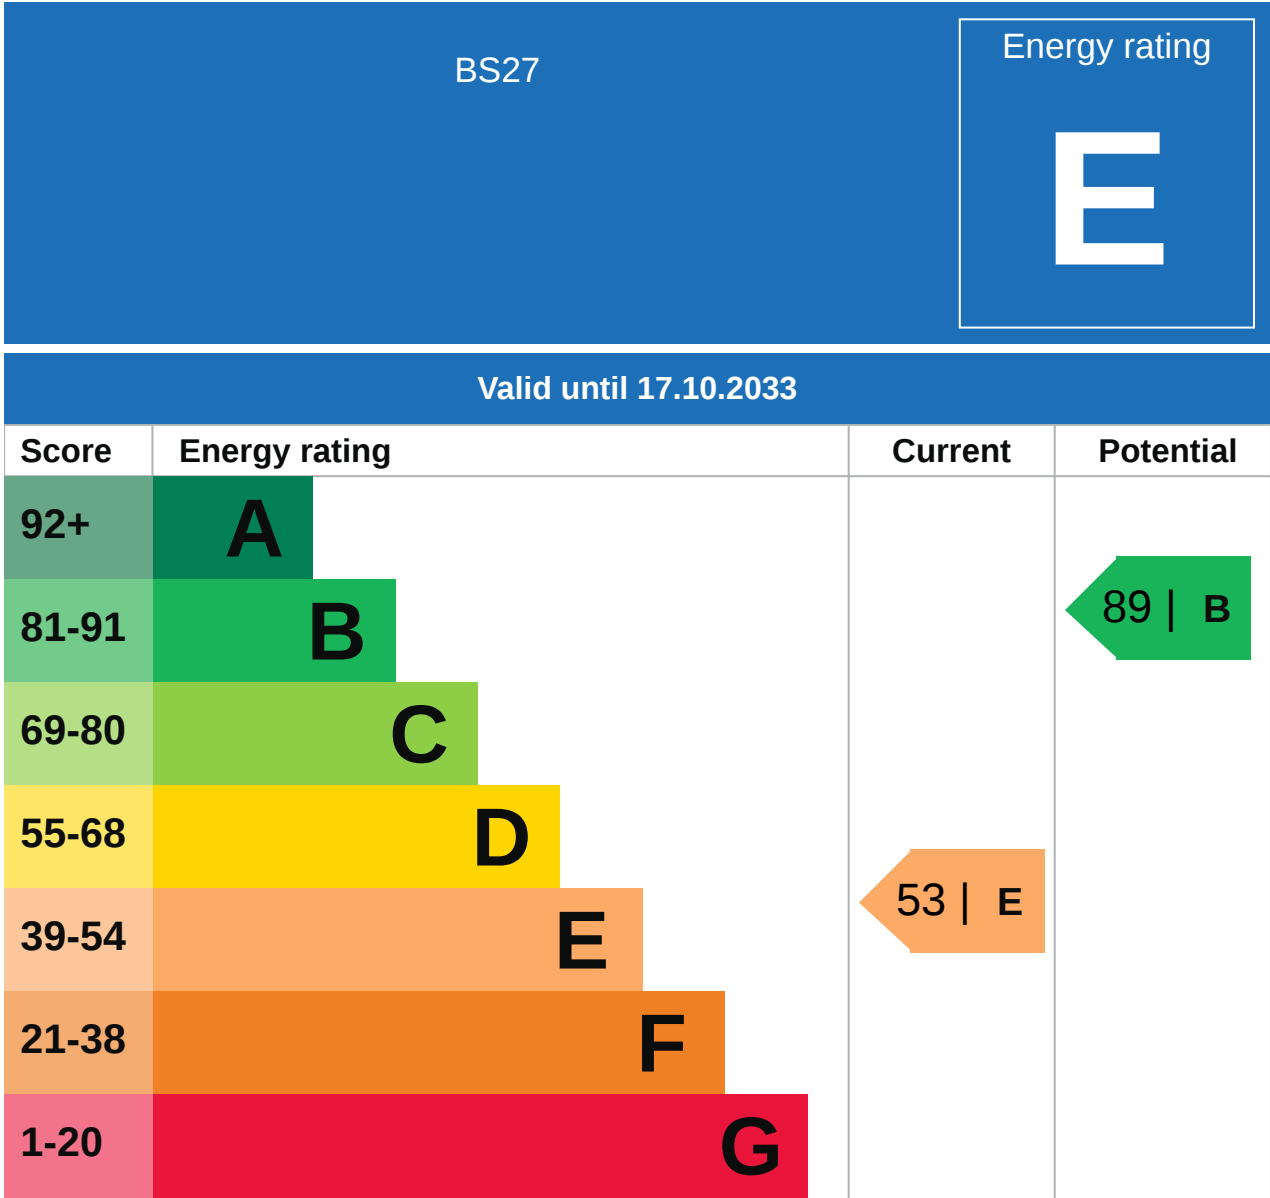 BS27
Energy rating
E
Valid until 17.10.2033
Score Energy rating Current Potential
92+ A
81-91 B
89 | B
69-80 C
55-68 D
53 | E
39-54 E
21-38 F
1-20 G